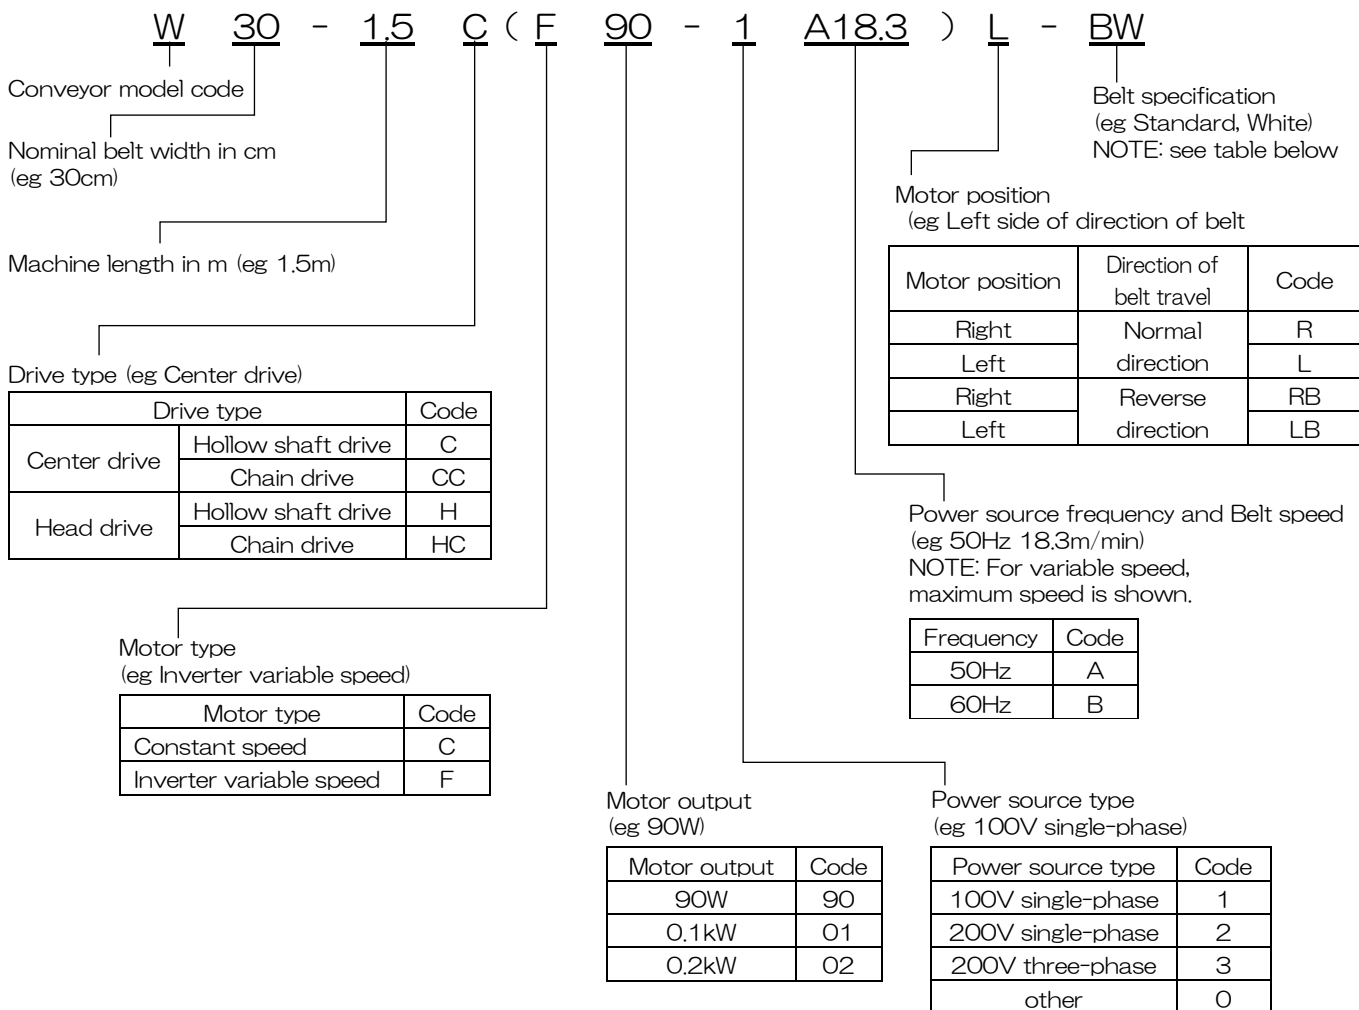 W 30 - 1.5 C ( F 90 - 1 A18.3 ) L - BW
Conveyor model code
Nominal belt width in cm
(eg 30cm)
Machine length in m (eg 1.5m)
Drive type (eg Center drive)
Drive type Code
Center drive Hollow shaft drive C
Chain drive CC
Head drive Hollow shaft drive H
Chain drive HC
Motor type
(eg Inverter variable speed)
Motor type Code
Constant speed C
Inverter variable speed F
Motor output
(eg 90W)
Motor output Code
90W 90
0.1kW 01
0.2kW 02
Power source type
(eg 100V single-phase)
Power source type Code
100V single-phase 1
200V single-phase 2
200V three-phase 3
other 0
Power source frequency and Belt speed
(eg 50Hz 18.3m/min)
NOTE: For variable speed,
maximum speed is shown.
Frequency Code
50Hz A
60Hz B
Motor position
(eg Left side of direction of belt
Motor position Direction of belt travel Code
Right Normal direction R
Left L
Right Reverse direction RB
Left LB
Belt specification
(eg Standard, White)
NOTE: see table below